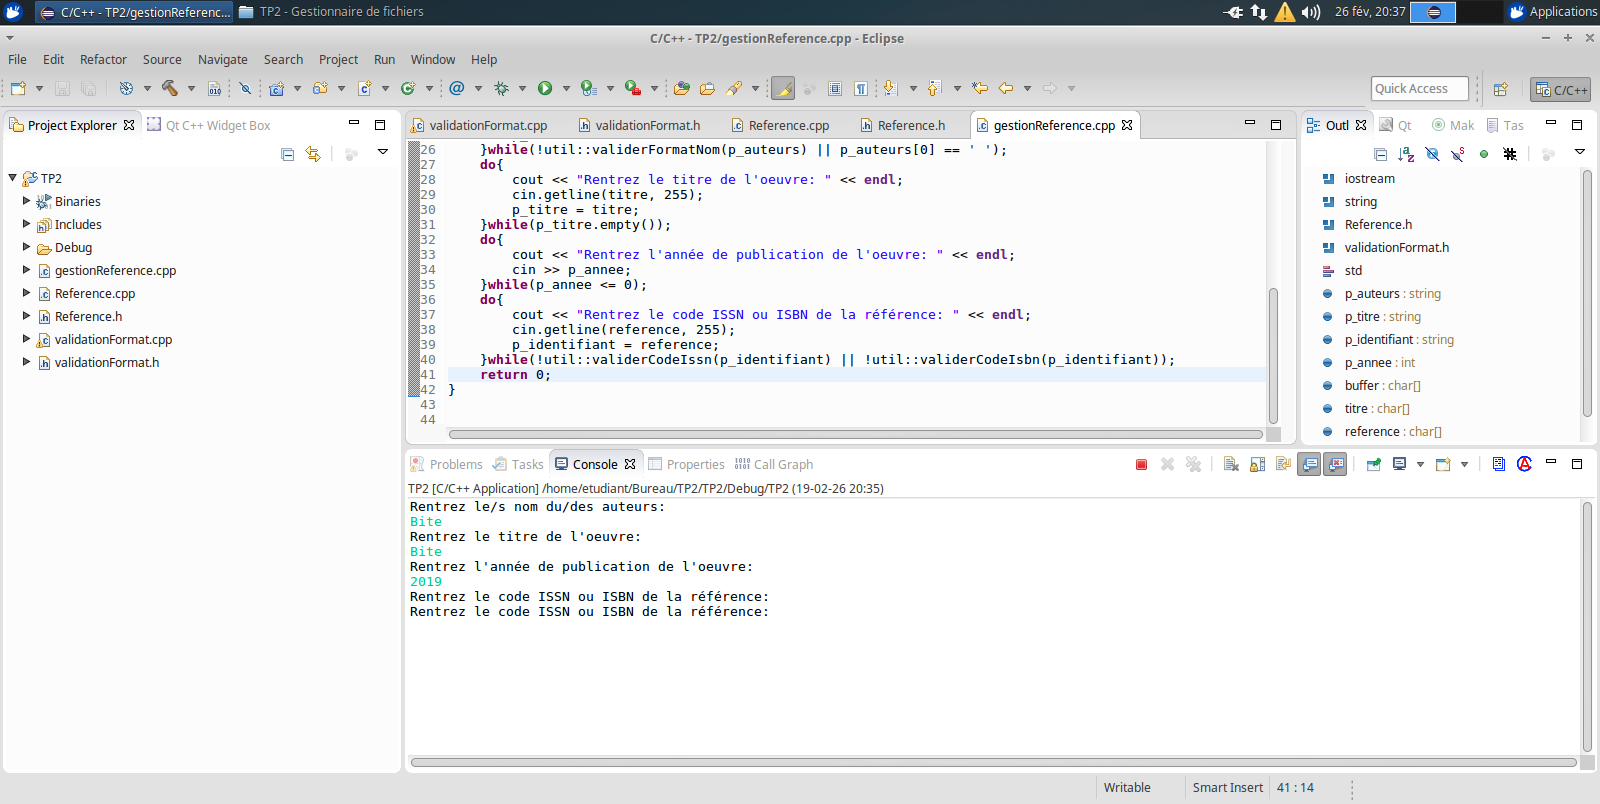 C/C++ - TP2/gestionReferenc... TP2 - Gestionnaire de fichiers 26 fév, 20:37 Applications
C/C++ - TP2/gestionReference.cpp - Eclipse
File Edit Refactor Source Navigate Search Project Run Window Help
Quick Access C/C++
Project Explorer Qt C++ Widget Box
TP2
Binaries
Includes
Debug
gestionReference.cpp
Reference.cpp
Reference.h
validationFormat.cpp
validationFormat.h
validationFormat.cpp validationFormat.h Reference.cpp Reference.h gestionReference.cpp
26 }while(!util::validerFormatNom(p_auteurs) || p_auteurs[0] == ' ');
27 do{
28 cout << "Rentrez le titre de l'oeuvre: " << endl;
29 cin.getline(titre, 255);
30 p_titre = titre;
31 }while(p_titre.empty());
32 do{
33 cout << "Rentrez l'année de publication de l'oeuvre: " << endl;
34 cin >> p_annee;
35 }while(p_annee <= 0);
36 do{
37 cout << "Rentrez le code ISSN ou ISBN de la référence: " << endl;
38 cin.getline(reference, 255);
39 p_identifiant = reference;
40 }while(!util::validerCodeIssn(p_identifiant) || !util::validerCodeIsbn(p_identifiant));
41 return 0;
42 }
43
44
Outl Qt Mak Tas
iostream
string
Reference.h
validationFormat.h
std
p_auteurs : string
p_titre : string
p_identifiant : string
p_annee : int
buffer : char[]
titre : char[]
reference : char[]
Problems Tasks Console Properties Call Graph
TP2 [C/C++ Application] /home/etudiant/Bureau/TP2/TP2/Debug/TP2 (19-02-26 20:35)
Rentrez le/s nom du/des auteurs:
Bite
Rentrez le titre de l'oeuvre:
Bite
Rentrez l'année de publication de l'oeuvre:
2019
Rentrez le code ISSN ou ISBN de la référence:
Rentrez le code ISSN ou ISBN de la référence:
Writable Smart Insert 41 : 14